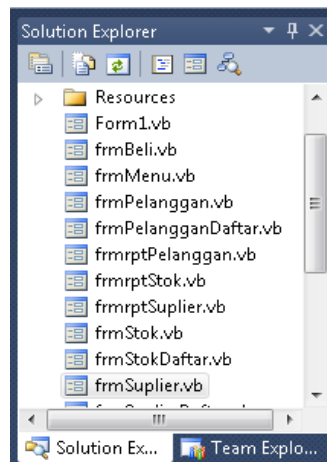 Solution Explorer
Resources
Form1.vb
frmBeli.vb
frmMenu.vb
frmPelanggan.vb
frmPelangganDaftar.vb
frmrptPelanggan.vb
frmrptStok.vb
frmrptSuplier.vb
frmStok.vb
frmStokDaftar.vb
frmSuplier.vb
Solution Ex... Team Explo...